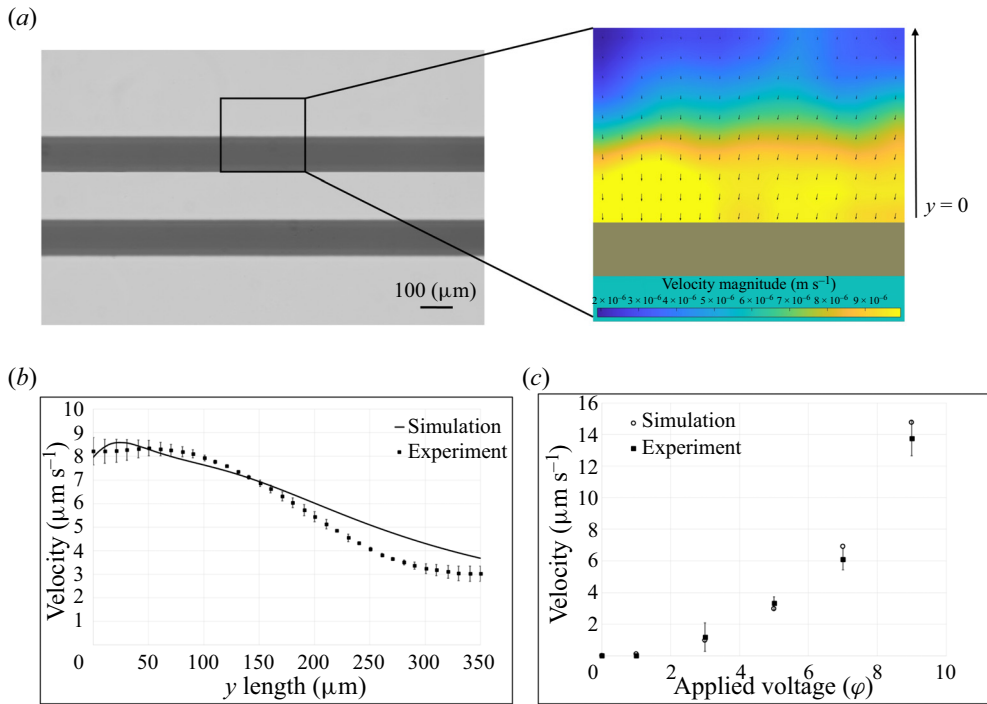 (a)
100 (μm)
y = 0
Velocity magnitude (m s⁻¹)
2 × 10⁻⁶ 3 × 10⁻⁶ 4 × 10⁻⁶ 5 × 10⁻⁶ 6 × 10⁻⁶ 7 × 10⁻⁶ 8 × 10⁻⁶ 9 × 10⁻⁶
(b)
10
9
8
7
6
5
4
3
2
1
Velocity (μm s⁻¹)
Simulation
Experiment
0 50 100 150 200 250 300 350
y length (μm)
(c)
16
14
12
10
8
6
4
2
Velocity (μm s⁻¹)
Simulation
Experiment
0 2 4 6 8 10
Applied voltage (φ)